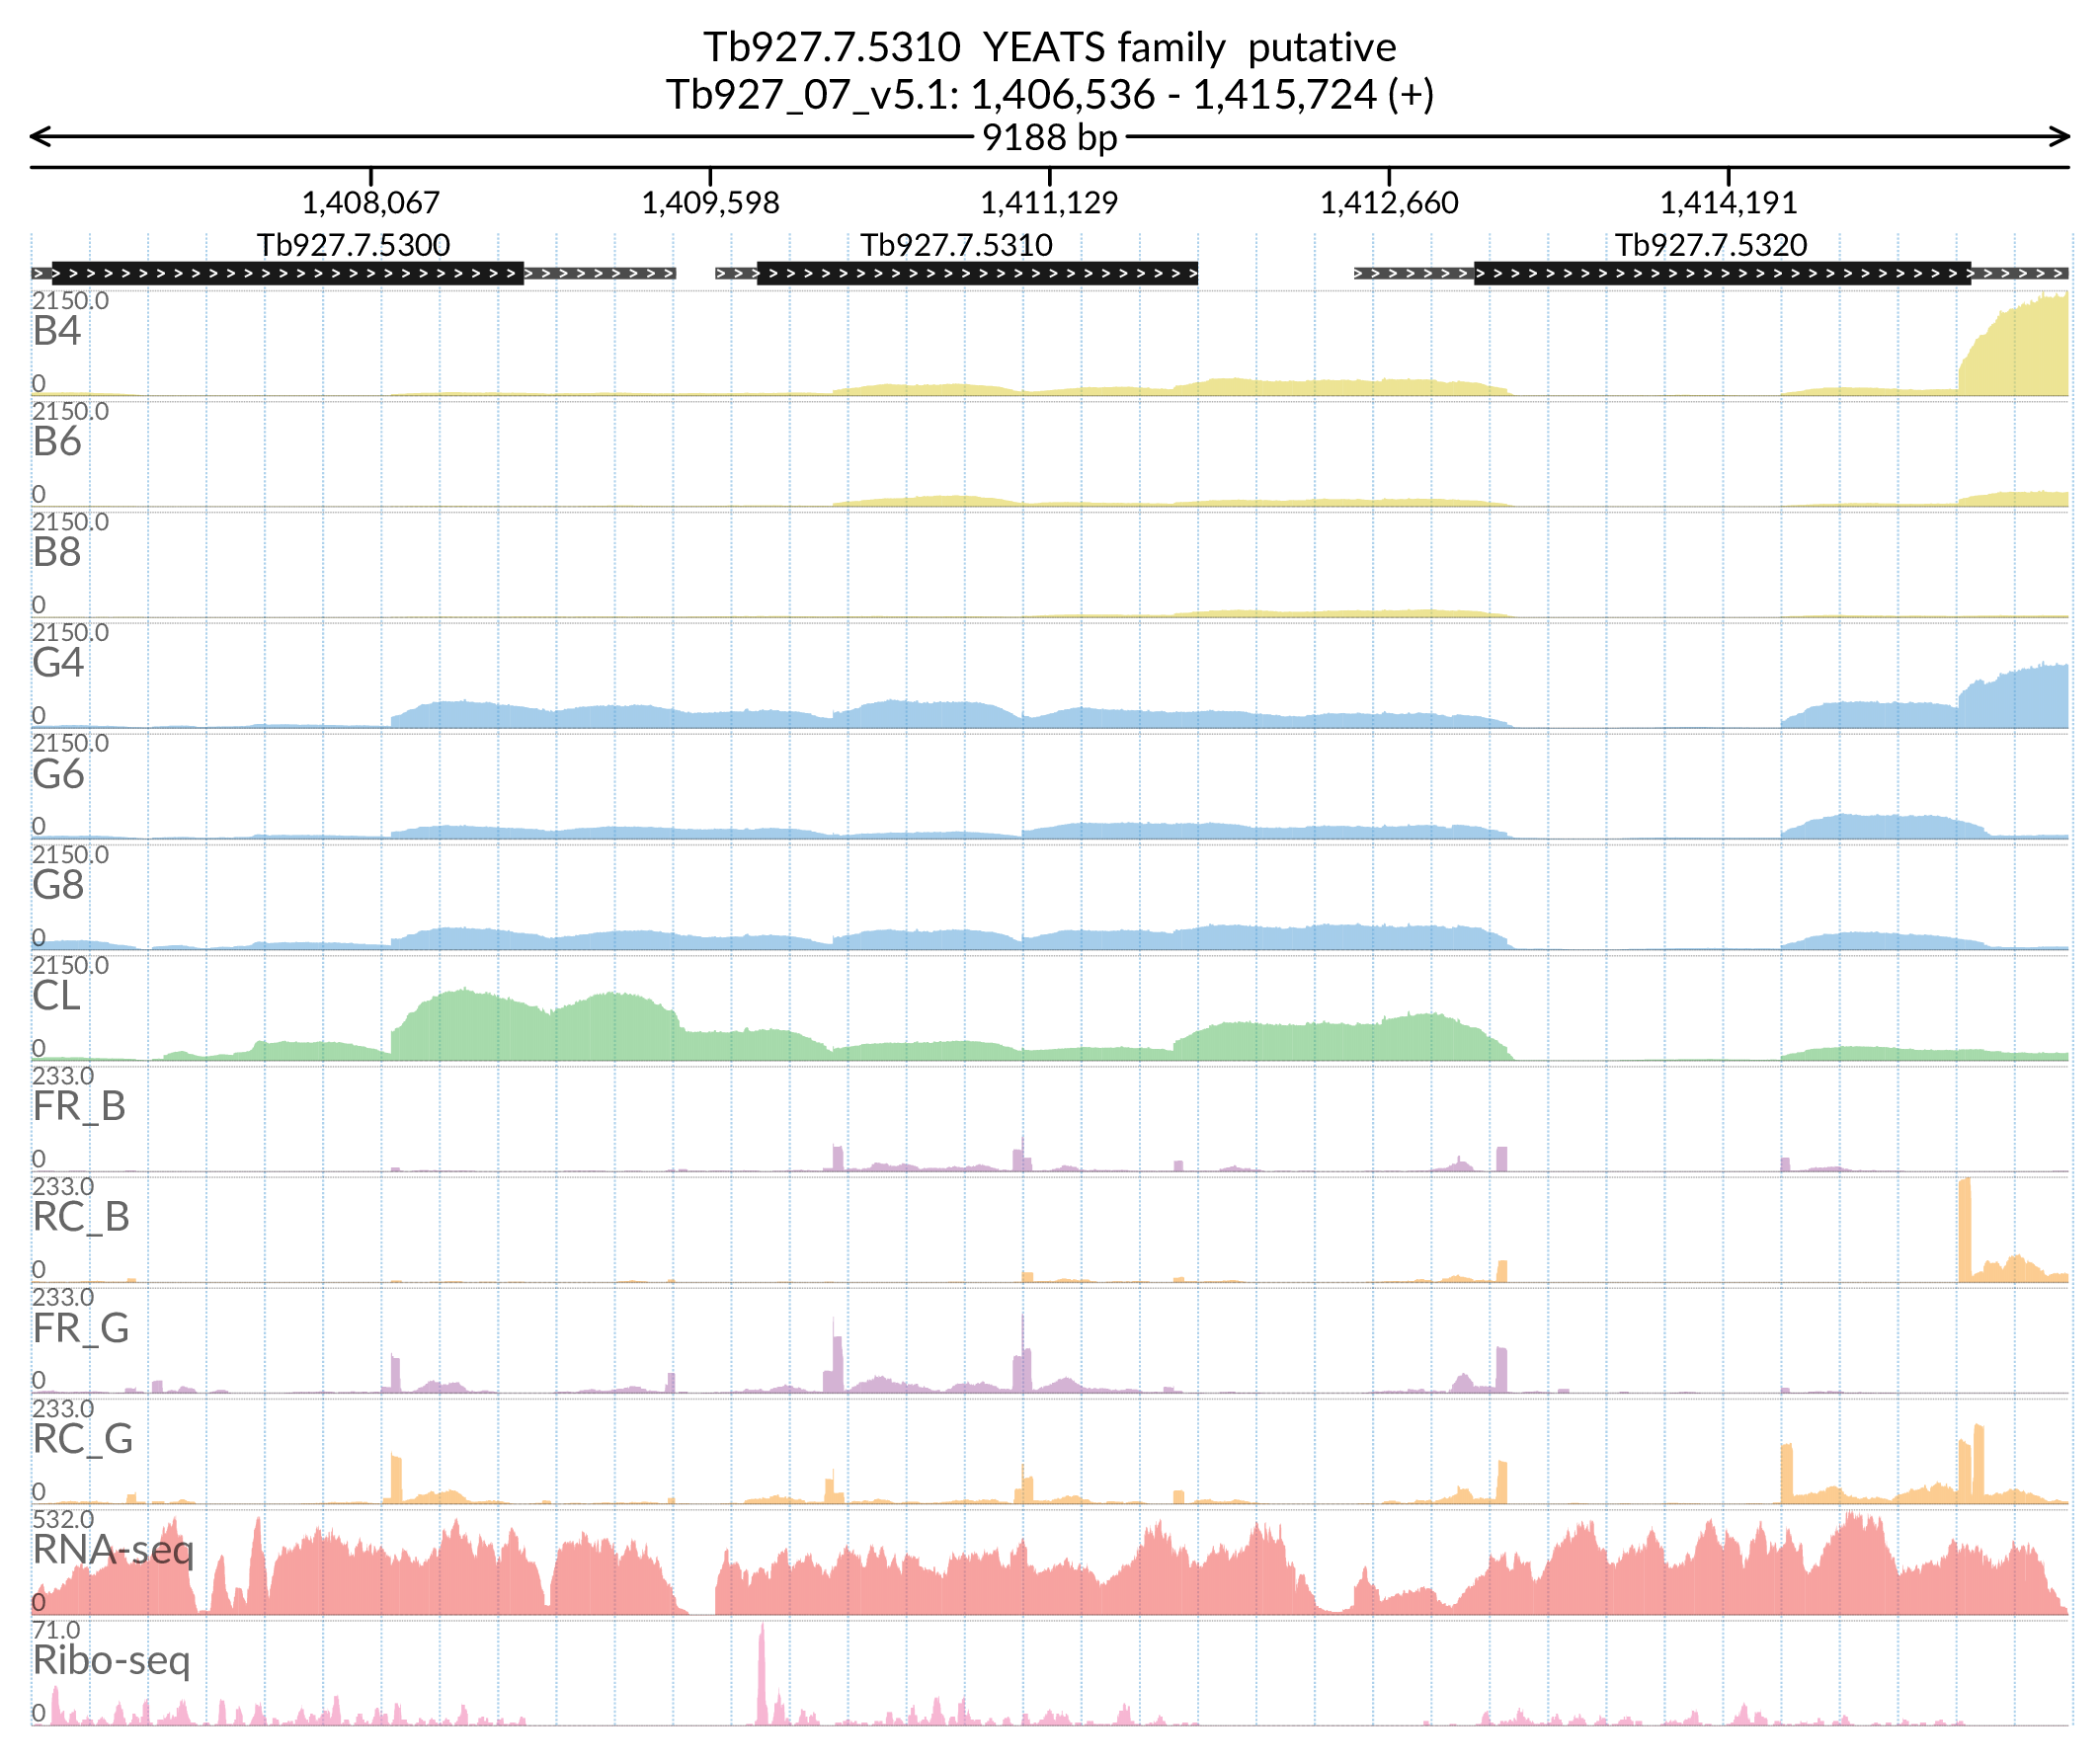 Tb927.7.5310  YEATS family  putative
Tb927_07_v5.1: 1,406,536 - 1,415,724 (+)
9188 bp
1,408,067 1,409,598 1,411,129 1,412,660 1,414,191
Tb927.7.5300 Tb927.7.5310 Tb927.7.5320
2150.0
B4
0
2150.0
B6
0
2150.0
B8
0
2150.0
G4
0
2150.0
G6
0
2150.0
G8
0
2150.0
CL
0
233.0
FR_B
0
233.0
RC_B
0
233.0
FR_G
0
233.0
RC_G
0
532.0
RNA-seq
0
71.0
Ribo-seq
0